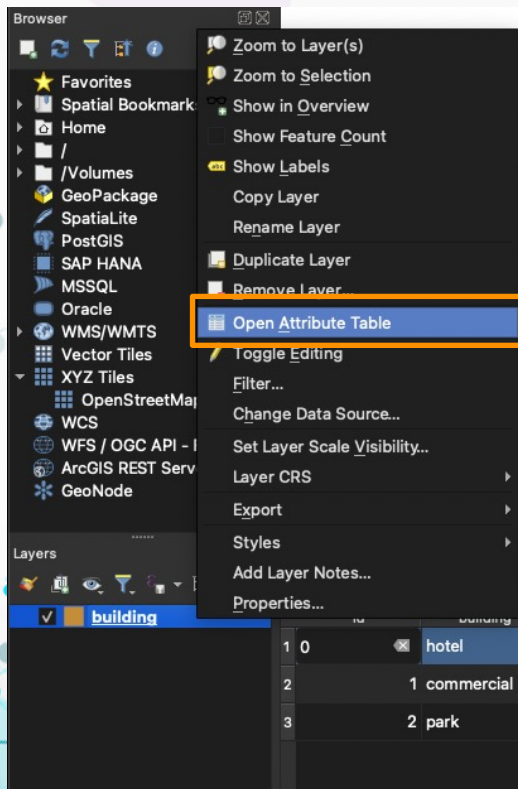 Browser
Favorites
Spatial Bookmark
Home
/
/Volumes
GeoPackage
SpatiaLite
PostGIS
SAP HANA
MSSQL
Oracle
WMS/WMTS
Vector Tiles
XYZ Tiles
OpenStreetMap
WCS
WFS / OGC API -
ArcGIS REST Serv
GeoNode
Zoom to Layer(s)
Zoom to Selection
Show in Overview
Show Feature Count
abc Show Labels
Copy Layer
Rename Layer
Duplicate Layer
Remove Layer...
Open Attribute Table
Toggle Editing
Filter...
Change Data Source...
Set Layer Scale Visibility...
Layer CRS
Export
Styles
Add Layer Notes...
Properties...
Layers
building
id building
1 0 hotel
2 1 commercial
3 2 park